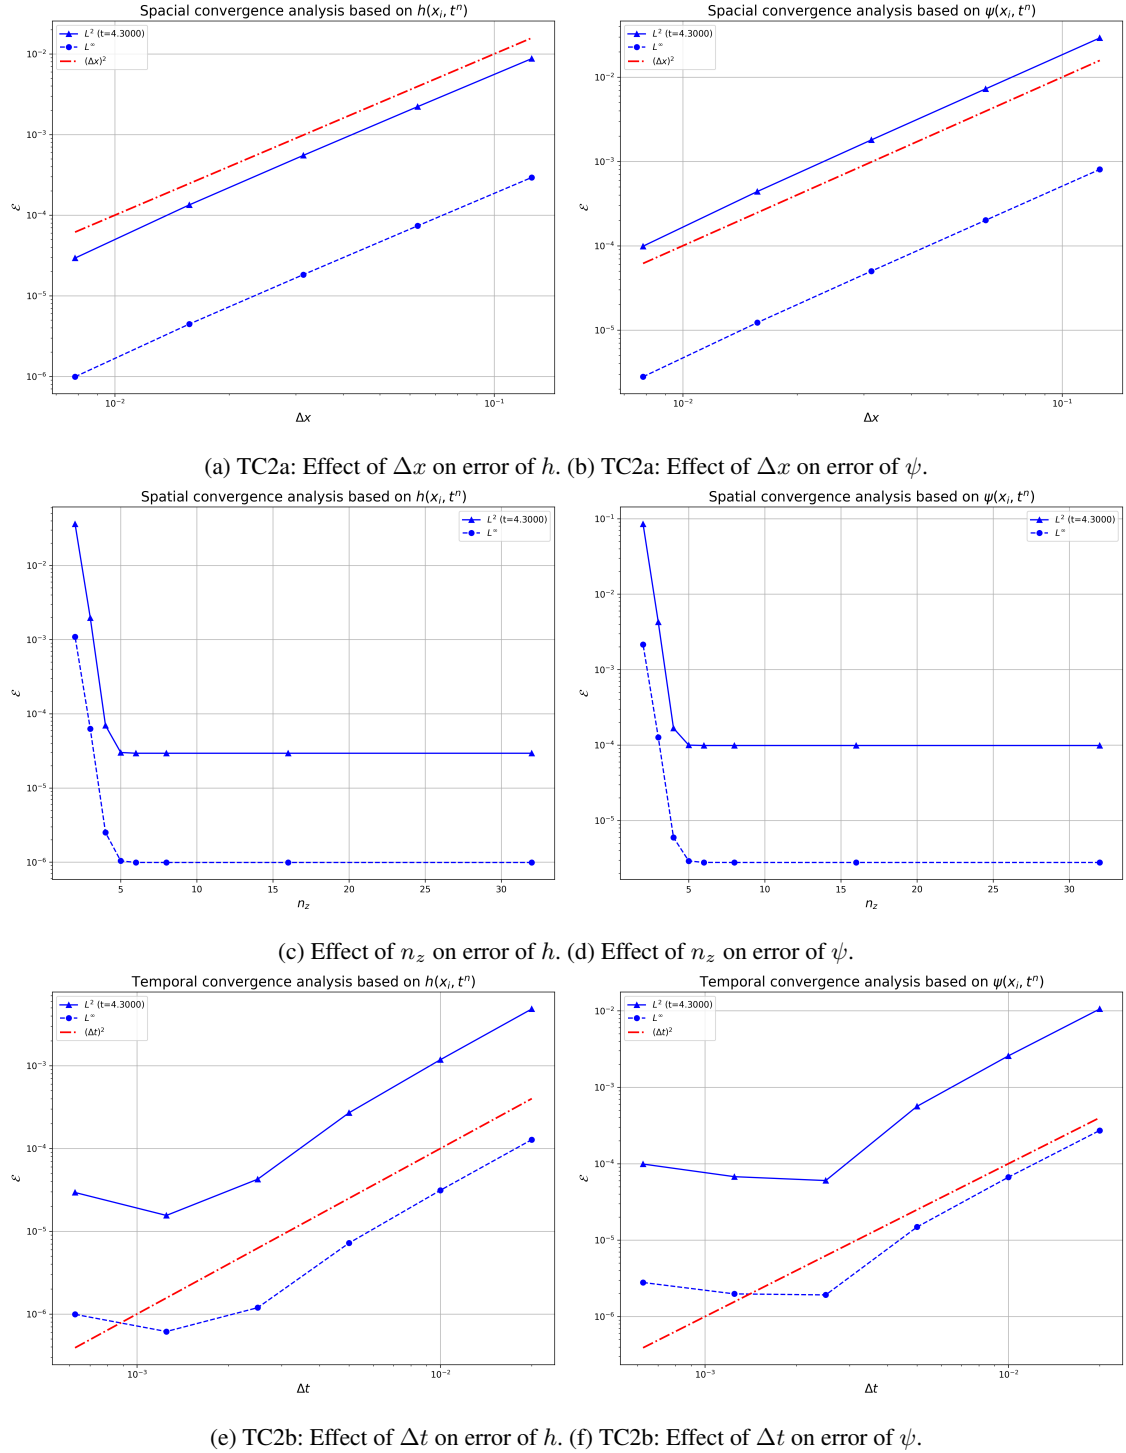 Spacial convergence analysis based on h(x_i, t^n)
L² (t=4.3000)
L^∞
(Δx)²
10⁻²
10⁻³
10⁻⁴
10⁻⁵
10⁻⁶
ℰ
10⁻² 10⁻¹
Δx
Spacial convergence analysis based on ψ(x_i, t^n)
L² (t=4.3000)
L^∞
(Δx)²
10⁻²
10⁻³
10⁻⁴
10⁻⁵
ℰ
10⁻² 10⁻¹
Δx
(a) TC2a: Effect of Δx on error of h. (b) TC2a: Effect of Δx on error of ψ.
Spatial convergence analysis based on h(x_i, t^n)
L² (t=4.3000)
L^∞
10⁻²
10⁻³
10⁻⁴
10⁻⁵
10⁻⁶
ℰ
5 10 15 20 25 30
n_z
Spatial convergence analysis based on ψ(x_i, t^n)
L² (t=4.3000)
L^∞
10⁻¹
10⁻²
10⁻³
10⁻⁴
10⁻⁵
ℰ
5 10 15 20 25 30
n_z
(c) Effect of n_z on error of h. (d) Effect of n_z on error of ψ.
Temporal convergence analysis based on h(x_i, t^n)
L² (t=4.3000)
L^∞
(Δt)²
10⁻³
10⁻⁴
10⁻⁵
10⁻⁶
ℰ
10⁻³ 10⁻²
Δt
Temporal convergence analysis based on ψ(x_i, t^n)
L² (t=4.3000)
L^∞
(Δt)²
10⁻²
10⁻³
10⁻⁴
10⁻⁵
10⁻⁶
ℰ
10⁻³ 10⁻²
Δt
(e) TC2b: Effect of Δt on error of h. (f) TC2b: Effect of Δt on error of ψ.